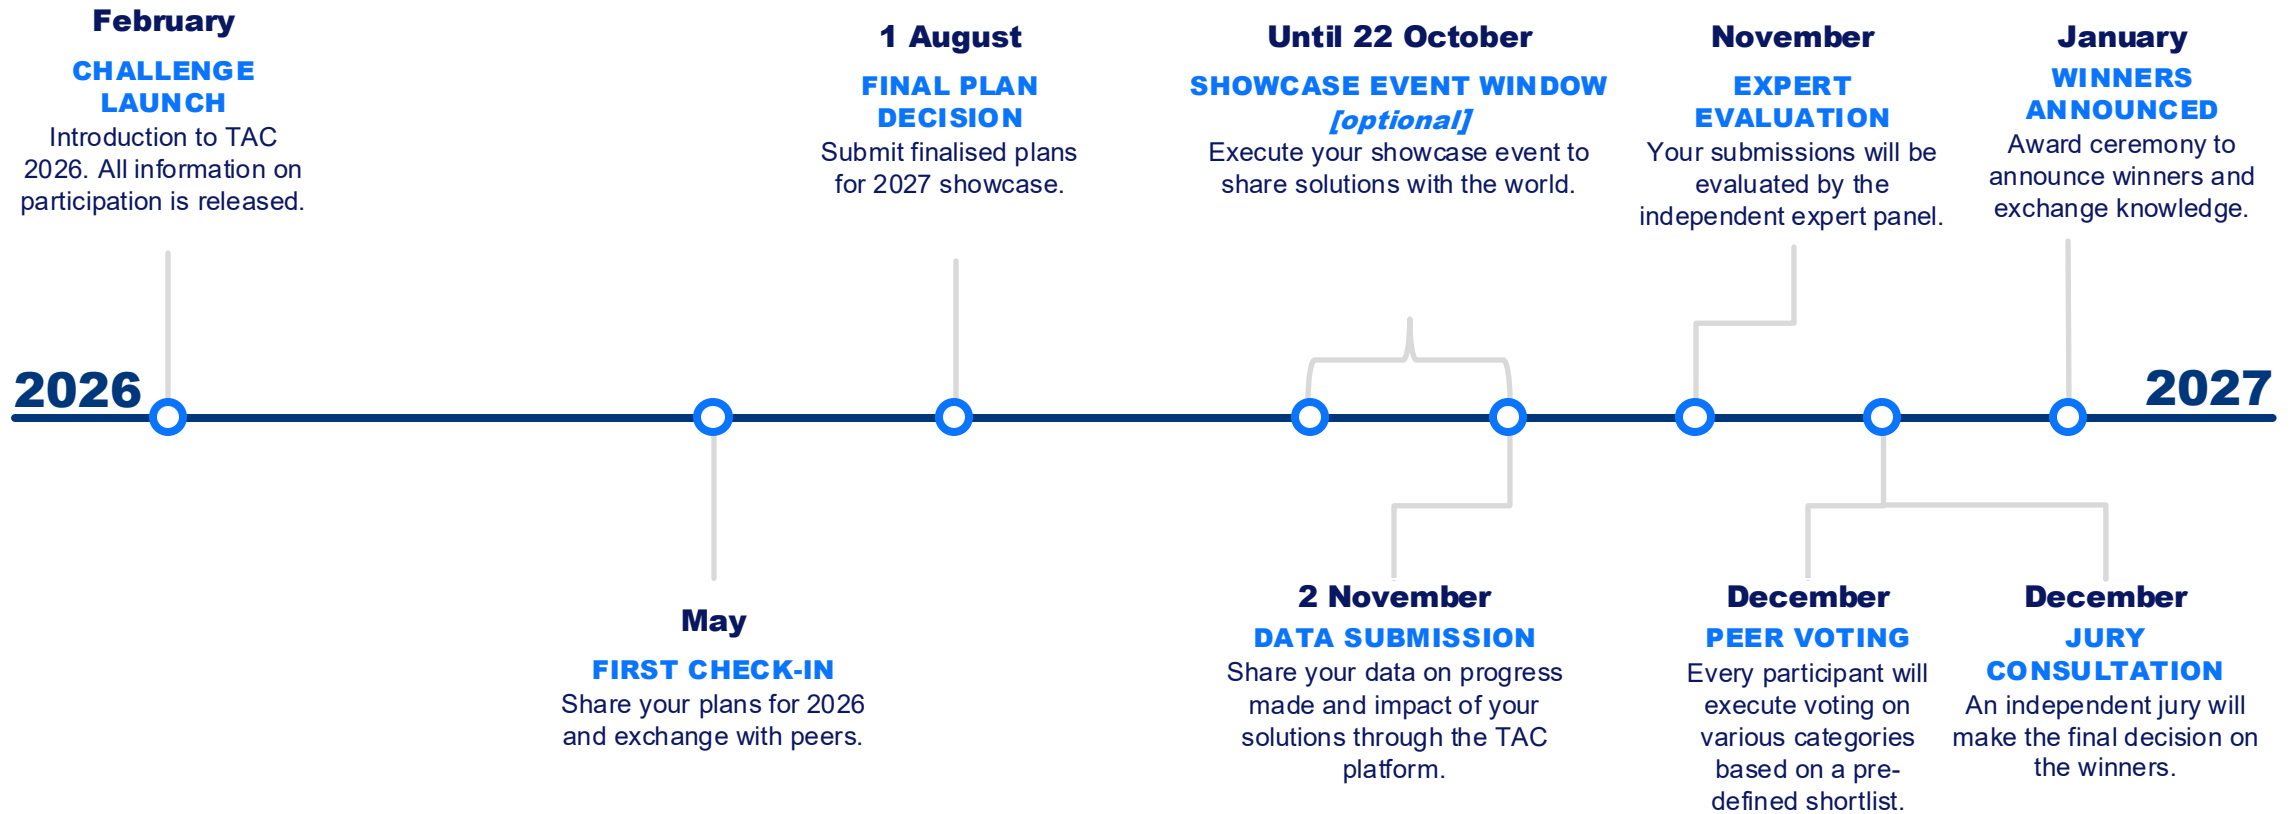 February
CHALLENGE
LAUNCH
Introduction to TAC
2026. All information on
participation is released.
1 August
FINAL PLAN
DECISION
Submit finalised plans
for 2027 showcase.
Until 22 October
SHOWCASE EVENT WINDOW
[optional]
Execute your showcase event to
share solutions with the world.
November
EXPERT
EVALUATION
Your submissions will be
evaluated by the
independent expert panel.
January
WINNERS
ANNOUNCED
Award ceremony to
announce winners and
exchange knowledge.
2026
2027
May
FIRST CHECK-IN
Share your plans for 2026
and exchange with peers.
2 November
DATA SUBMISSION
Share your data on progress
made and impact of your
solutions through the TAC
platform.
December
PEER VOTING
Every participant will
execute voting on
various categories
based on a pre-
defined shortlist.
December
JURY
CONSULTATION
An independent jury will
make the final decision on
the winners.